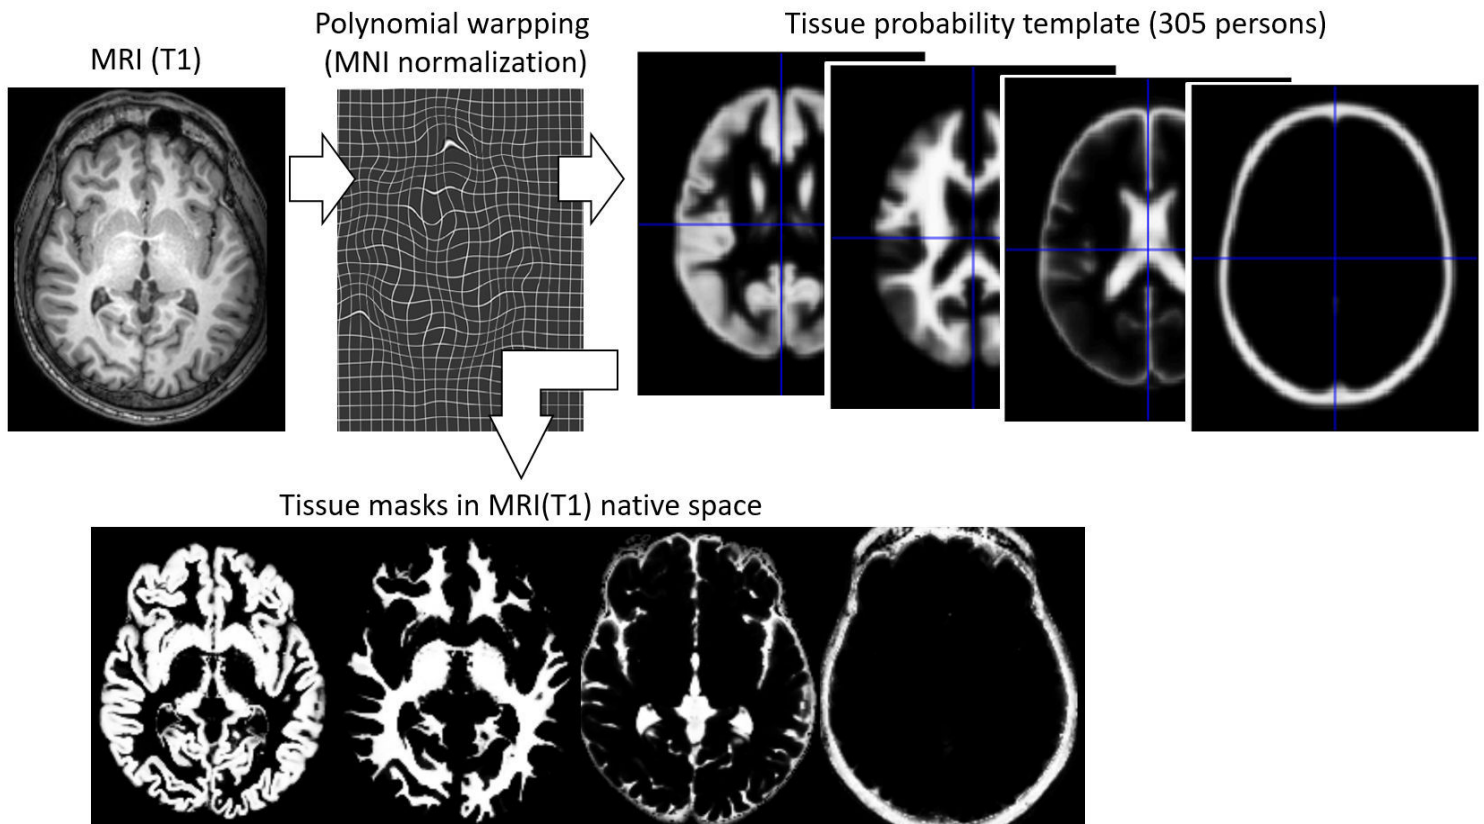 MRI (T1)
Polynomial warpping
(MNI normalization)
Tissue probability template (305 persons)
Tissue masks in MRI(T1) native space